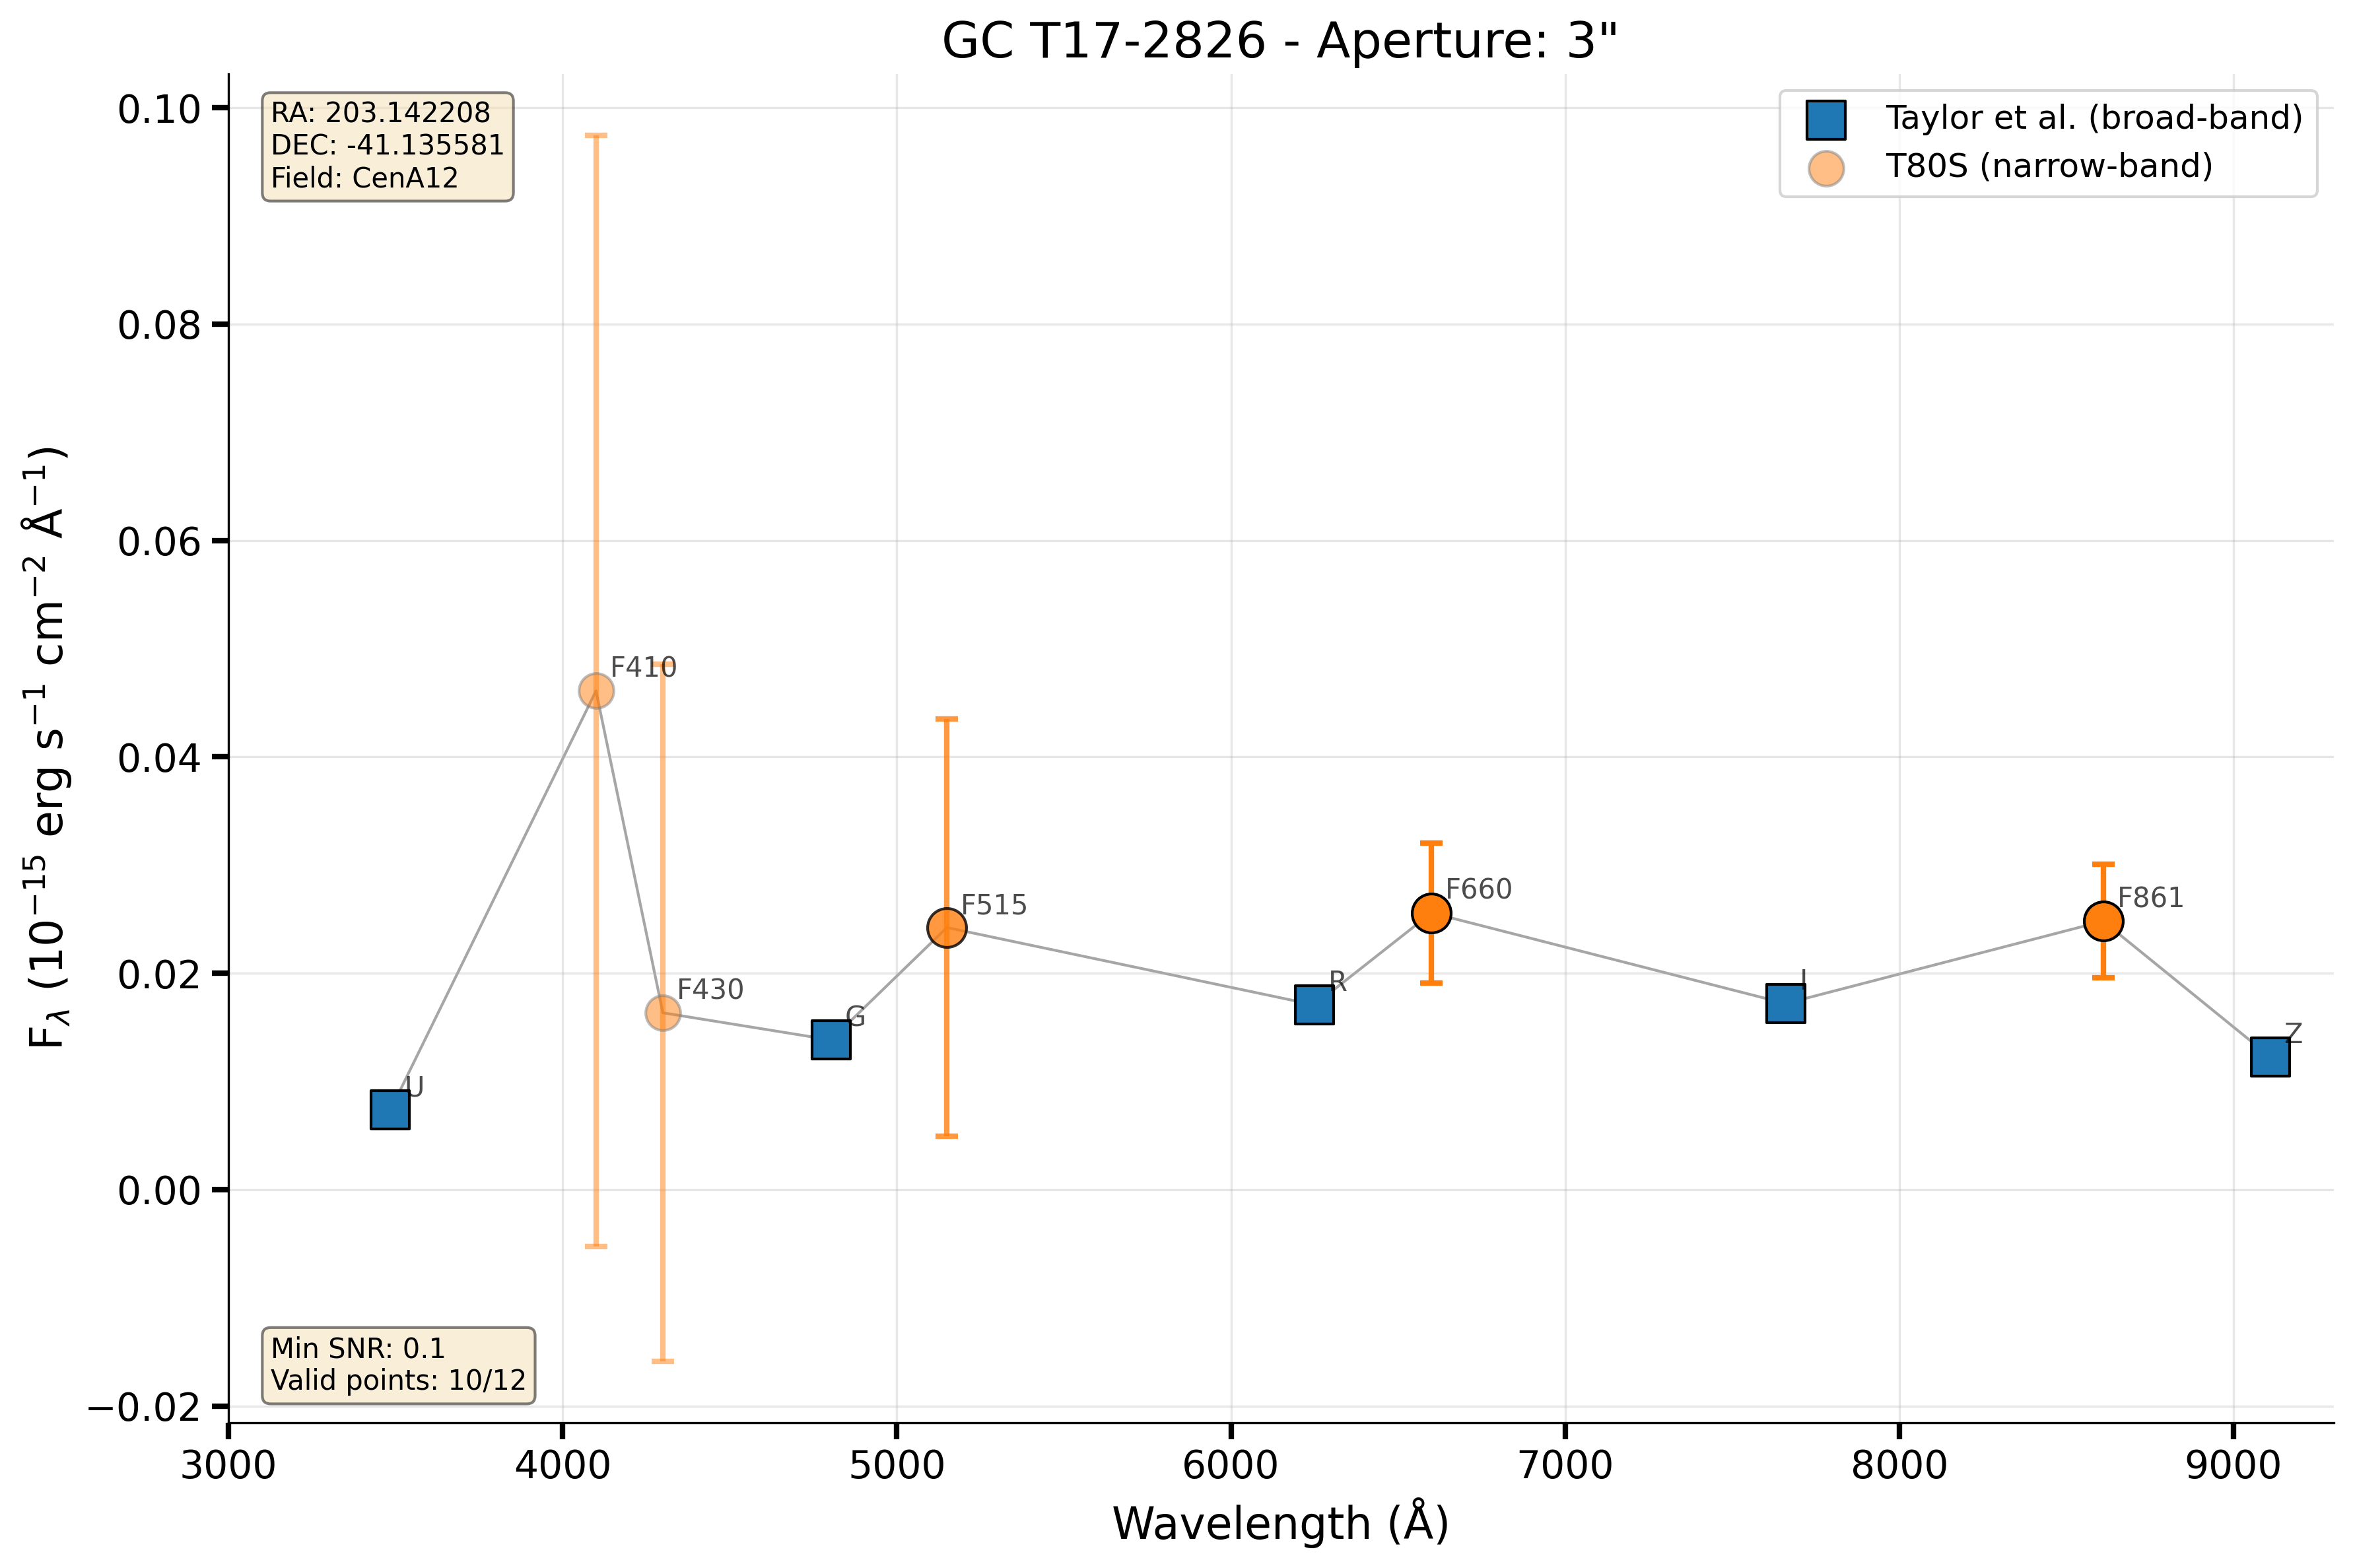 GC T17-2826 - Aperture: 3"
RA: 203.142208
DEC: -41.135581
Field: CenA12
Taylor et al. (broad-band)
T80S (narrow-band)
F_λ (10⁻¹⁵ erg s⁻¹ cm⁻² Å⁻¹)
0.10
0.08
0.06
0.04
0.02
0.00
−0.02
U
F410
F430
G
F515
R
F660
I
F861
Z
Min SNR: 0.1
Valid points: 10/12
3000 4000 5000 6000 7000 8000 9000
Wavelength (Å)